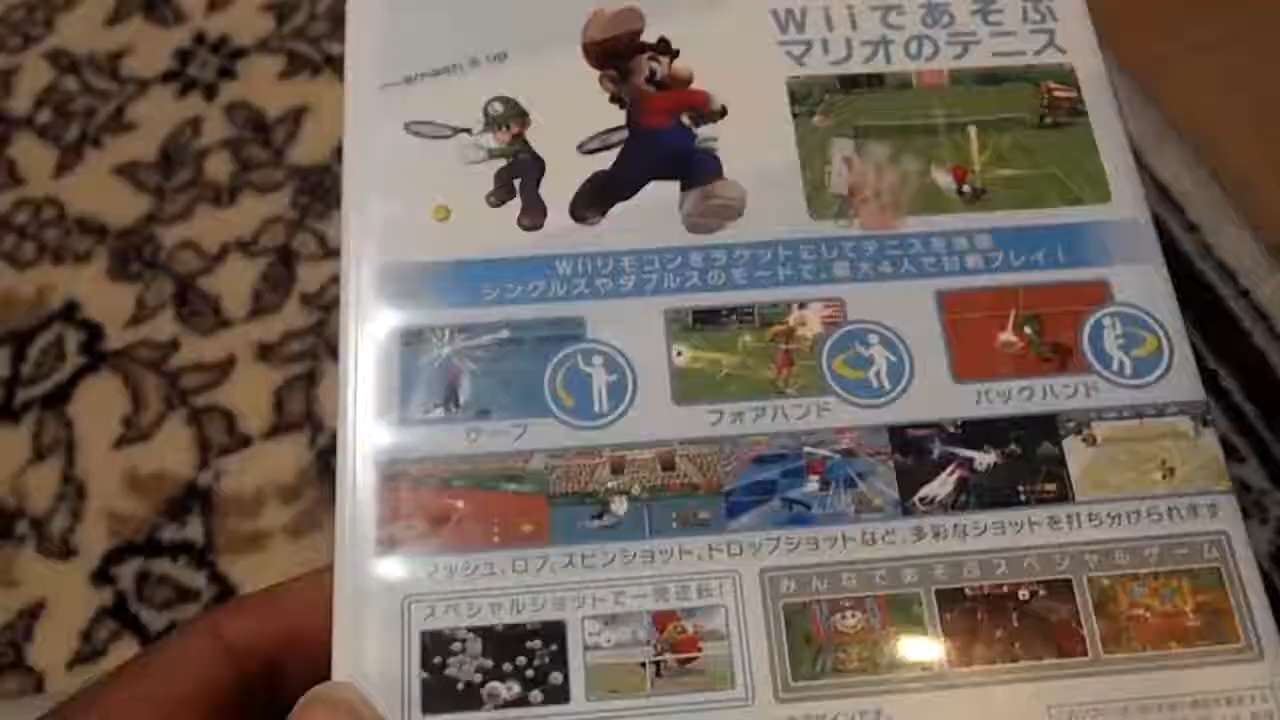 Wiiであそぶ
マリオのテニス
smash it up
Wiiリモコンをラケットにしてテニスを体感
シングルスやダブルスのモードで、最大4人で対戦プレイ！
サーブ
フォアハンド
バックハンド
スマッシュ、ロブ、スピンショット、ドロップショットなど、多彩なショットを打ち分けられます
スペシャルショットで一発逆転！
みんなであそぶスペシャルゲーム